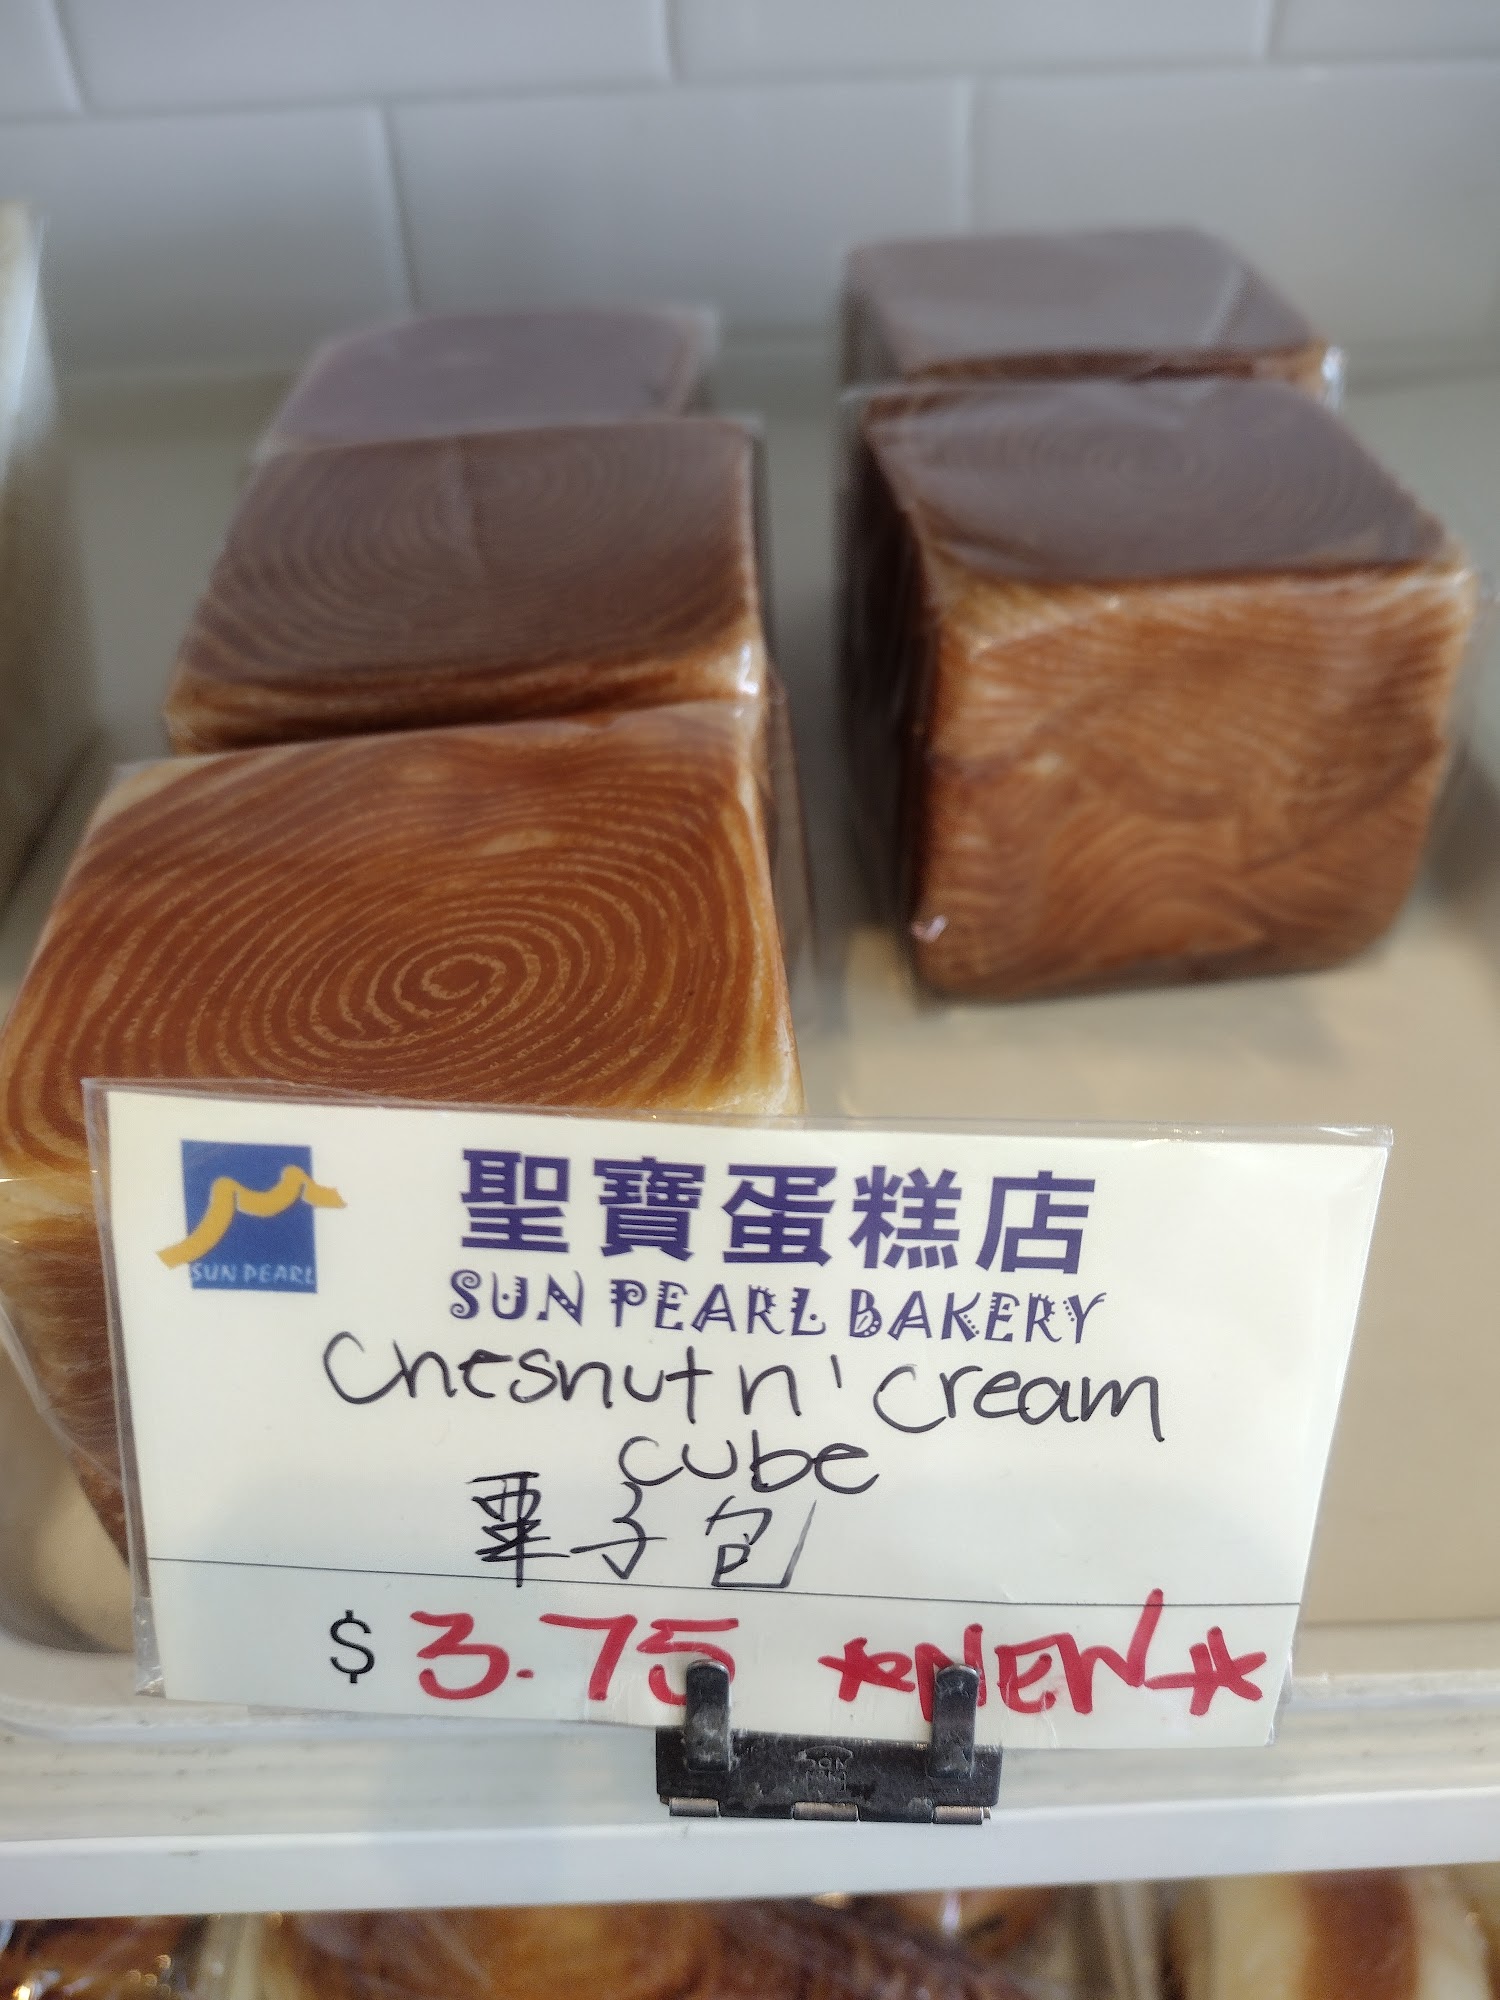 聖寶蛋糕店
SUN PEARL
SUN PEARL BAKERY
Chesnut n' cream
cube
栗子包
$ 3.75 *NEW*